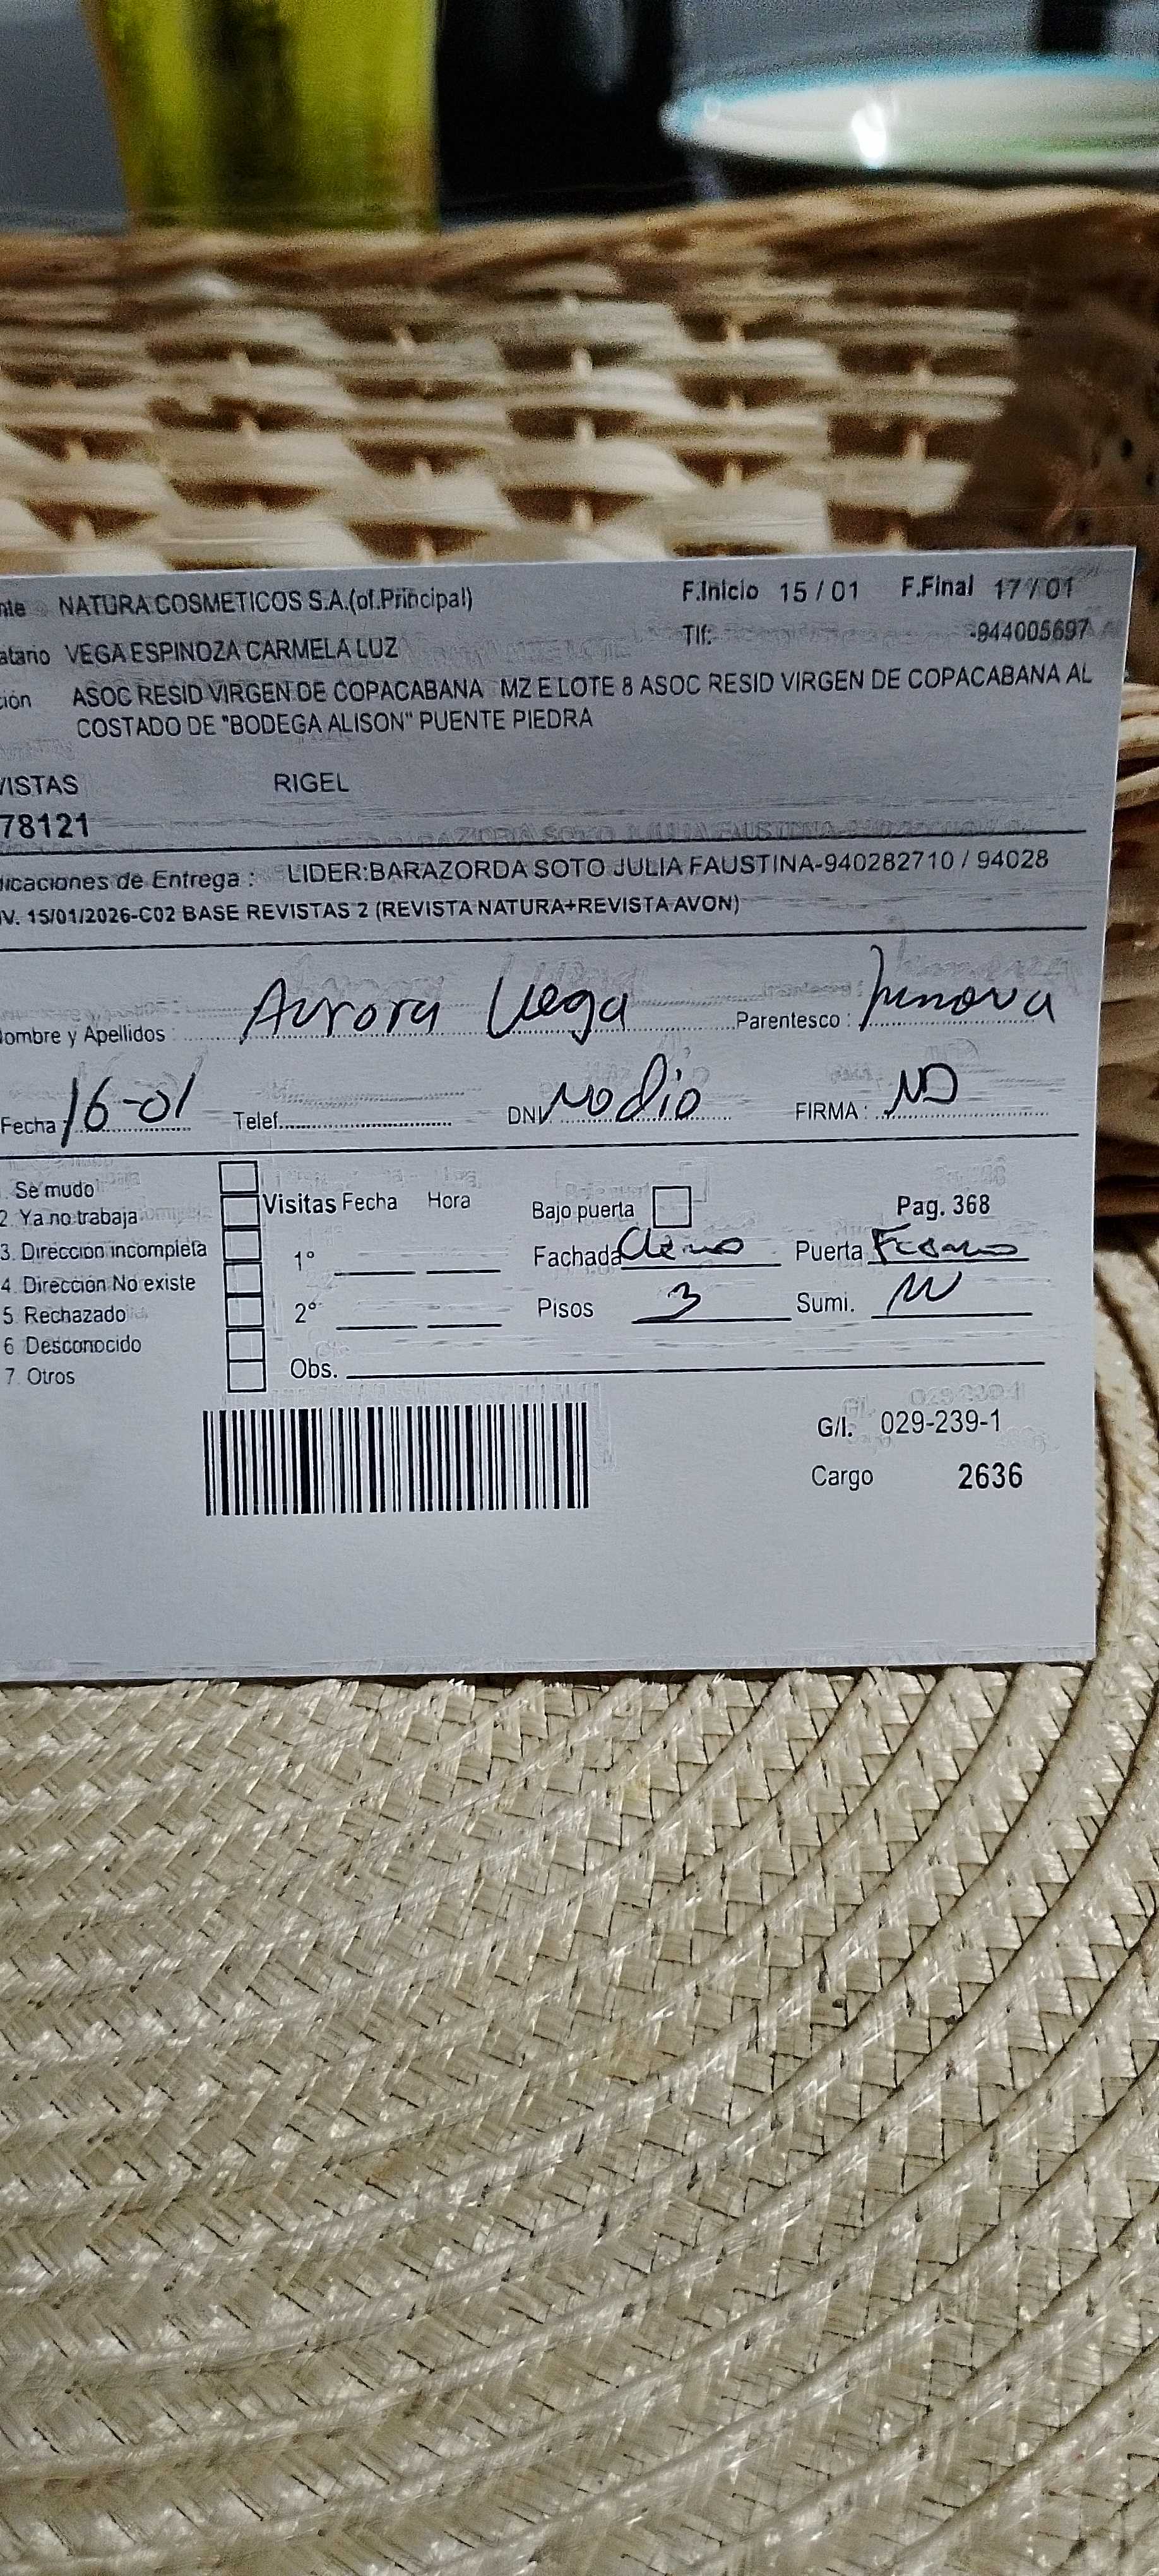 nte NATURA COSMETICOS S.A.(of.Principal) F.Inicio 15 / 01 F.Final 17 / 01
atario VEGA ESPINOZA CARMELA LUZ Tlf: -944005697
ción ASOC RESID VIRGEN DE COPACABANA MZ E LOTE 8 ASOC RESID VIRGEN DE COPACABANA AL
COSTADO DE "BODEGA ALISON" PUENTE PIEDRA
VISTAS RIGEL
78121
dicaciones de Entrega : LIDER:BARAZORDA SOTO JULIA FAUSTINA-940282710 / 94028
V. 15/01/2026-C02 BASE REVISTAS 2 (REVISTA NATURA+REVISTA AVON)
Nombre y Apellidos : Aurora Vega Parentesco :
Fecha : 16-01 Telef. DNI No dio FIRMA : ND
Se mudo
2. Ya no trabaja Visitas Fecha Hora Bajo puerta Pag. 368
3. Dirección incompleta 1° Fachada Puerta
4. Dirección No existe
5. Rechazado 2° Pisos 3 Sumi.
6 Desconocido
7. Otros Obs.
G/I. 029-239-1
Cargo 2636